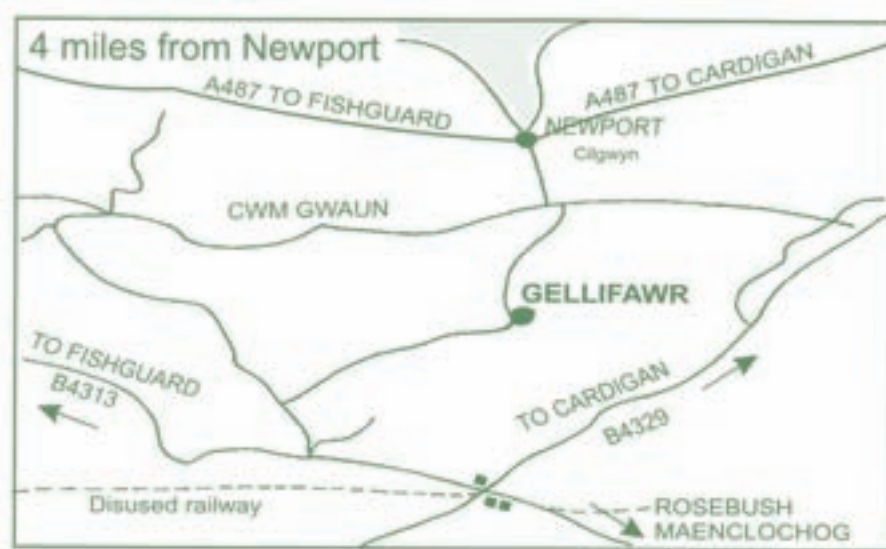 4 miles from Newport
A487 TO FISHGUARD
A487 TO CARDIGAN
NEWPORT
Cilgwyn
CWM GWAUN
GELLIFAWR
TO FISHGUARD
B4313
TO CARDIGAN
B4329
Disused railway
ROSEBUSH
MAENCLOCHOG